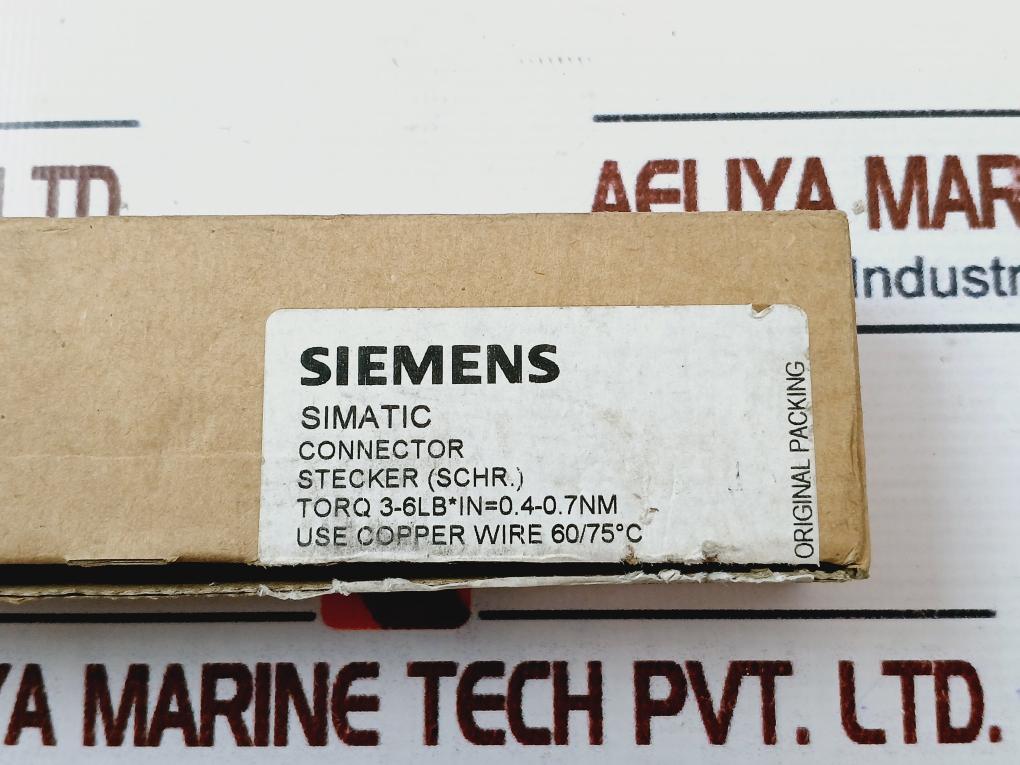 LTD
AELIYA MAR
Industr
SIEMENS
SIMATIC
CONNECTOR
STECKER (SCHR.)
TORQ 3-6LB*IN=0.4-0.7NM
USE COPPER WIRE 60/75°C
ORIGINAL PACKING
YA MARINE TECH PVT. LTD.